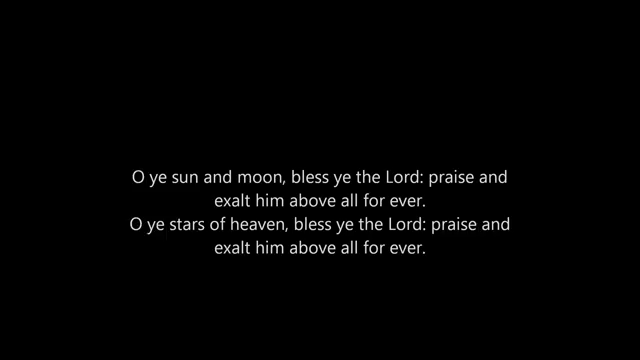 O ye sun and moon, bless ye the Lord: praise and
exalt him above all for ever.
O ye stars of heaven, bless ye the Lord: praise and
exalt him above all for ever.